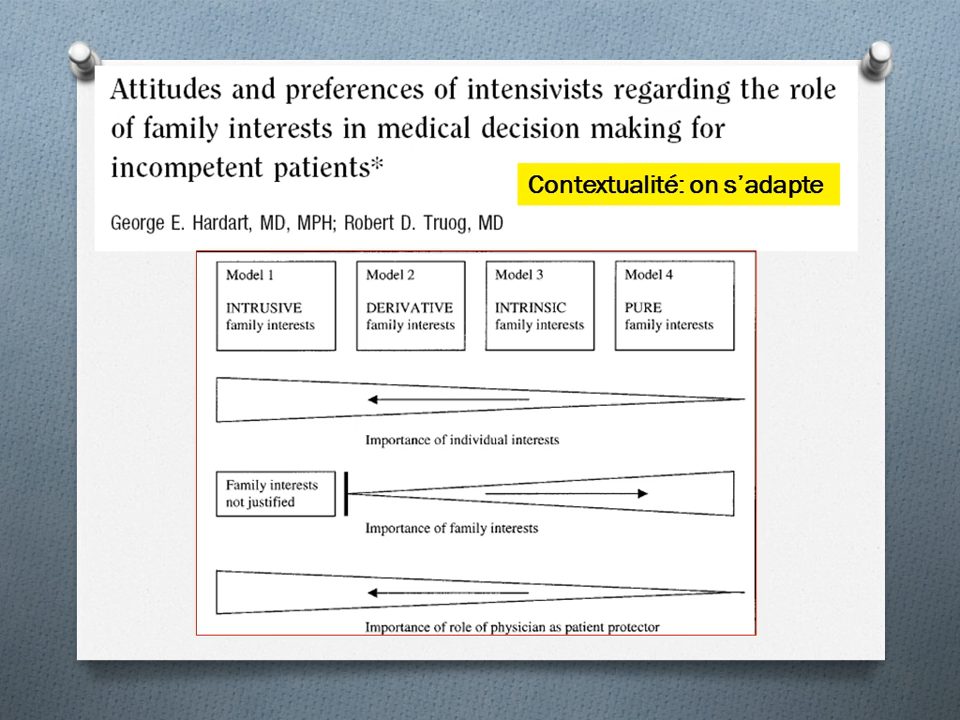 Attitudes and preferences of intensivists regarding the role
of family interests in medical decision making for
incompetent patients*
Contextualité: on s'adapte
George E. Hardart, MD, MPH; Robert D. Truog, MD
Model 1
INTRUSIVE
family interests
Model 2
DERIVATIVE
family interests
Model 3
INTRINSIC
family interests
Model 4
PURE
family interests
Importance of individual interests
Family interests
not justified
Importance of family interests
Importance of role of physician as patient protector